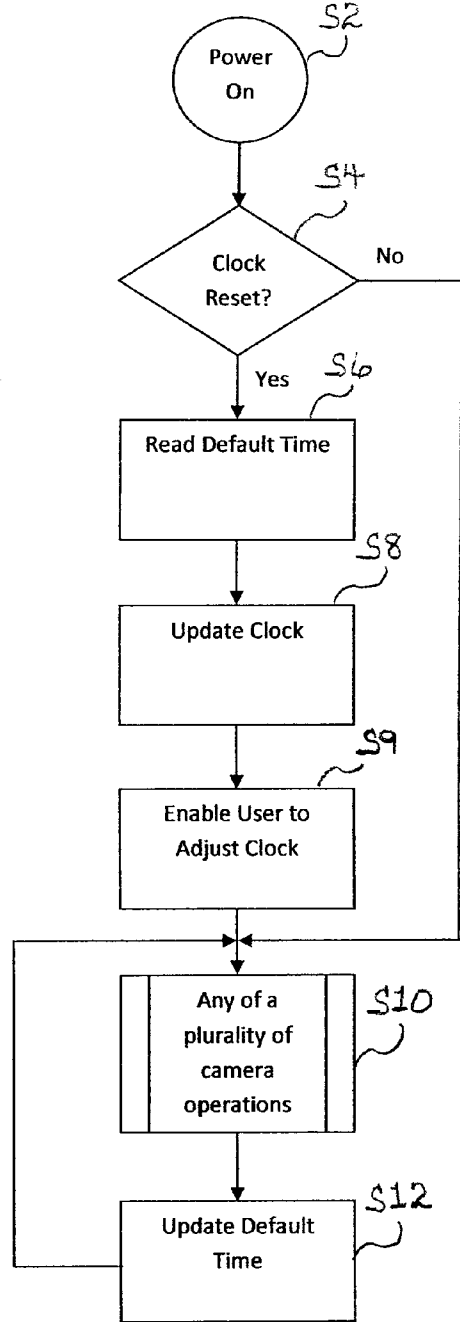 S2
Power
On
S4
Clock
Reset?
No
Yes
S6
Read Default Time
S8
Update Clock
S9
Enable User to
Adjust Clock
Any of a
plurality of
camera
operations
S10
Update Default
Time
S12